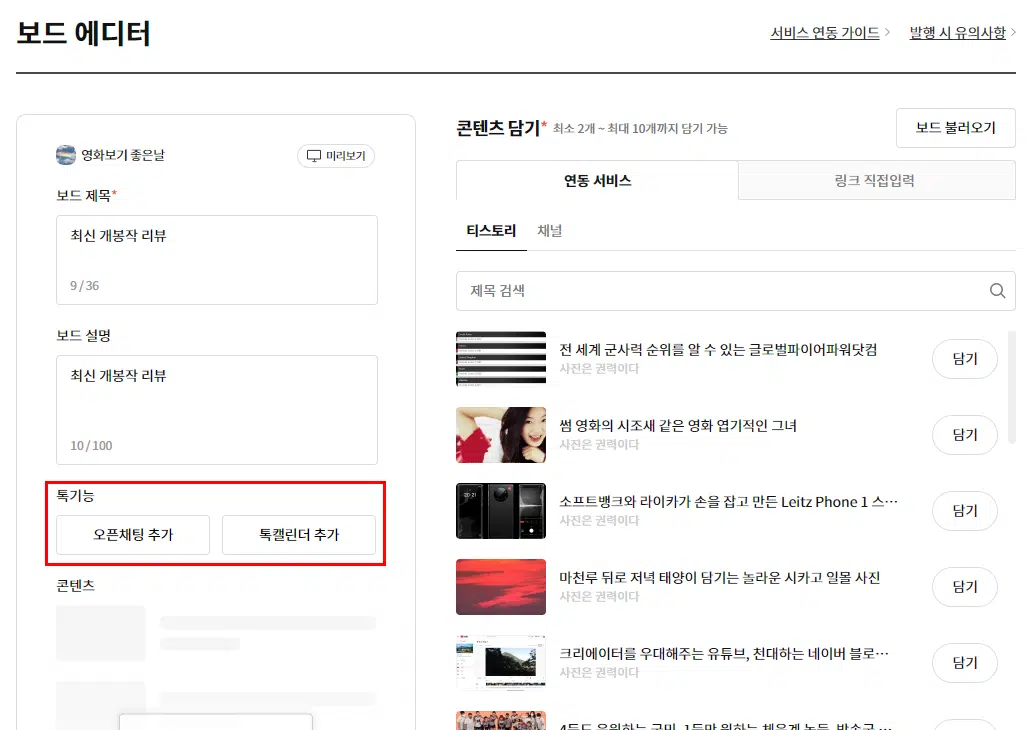 보드 에디터
서비스 연동 가이드 >
발행 시 유의사항 >
영화보기 좋은날
미리보기
보드 제목*
최신 개봉작 리뷰
9 / 36
보드 설명
최신 개봉작 리뷰
10 / 100
톡기능
오픈채팅 추가
톡캘린더 추가
콘텐츠
콘텐츠 담기* 최소 2개 ~ 최대 10개까지 담기 가능
보드 불러오기
연동 서비스
링크 직접입력
티스토리
채널
제목 검색
전 세계 군사력 순위를 알 수 있는 글로벌파이어파워닷컴
사진은 권력이다
담기
썸 영화의 시조새 같은 영화 엽기적인 그녀
사진은 권력이다
담기
소프트뱅크와 라이카가 손을 잡고 만든 Leitz Phone 1 스…
사진은 권력이다
담기
마천루 뒤로 저녁 태양이 담기는 놀라운 시카고 일몰 사진
사진은 권력이다
담기
크리에이터를 우대해주는 유튜브, 천대하는 네이버 블로…
사진은 권력이다
담기